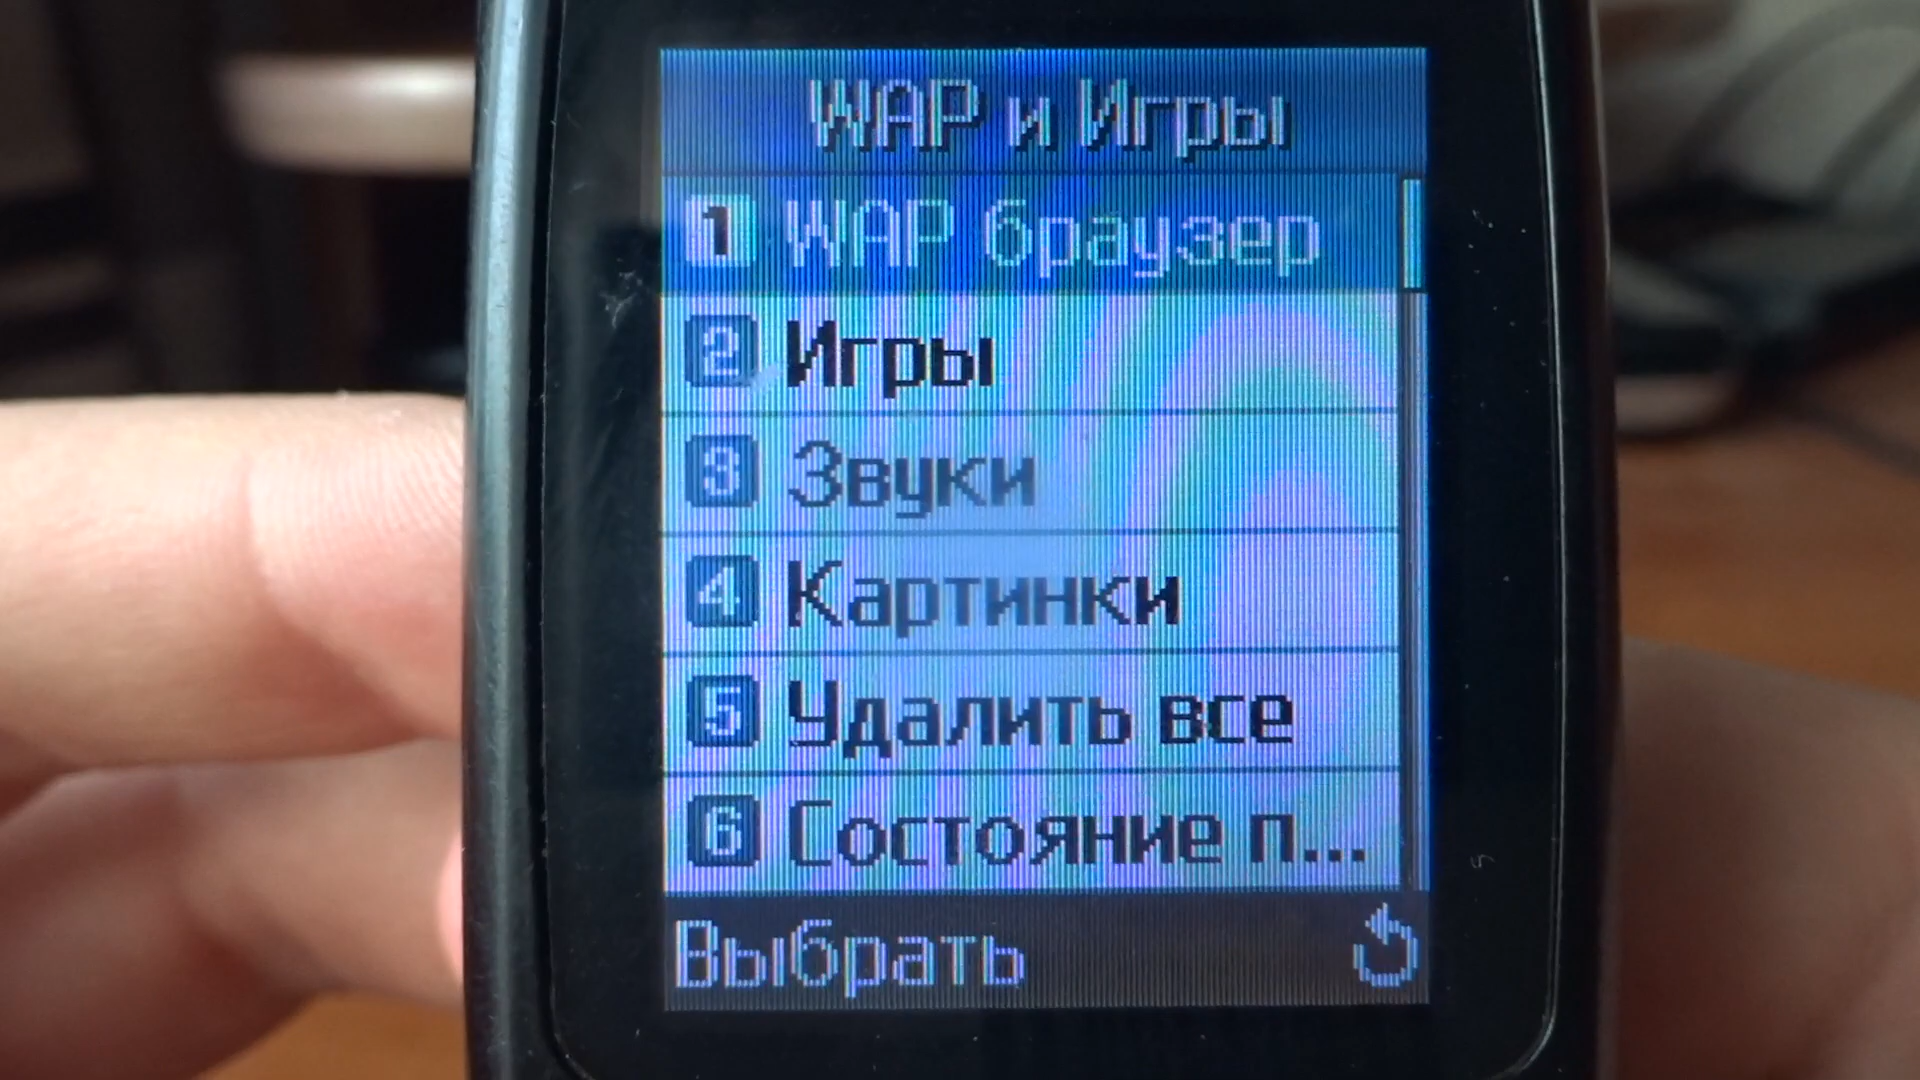 WAP и Игры
1 WAP браузер
2 Игры
3 Звуки
4 Картинки
5 Удалить все
6 Состояние п...
Выбрать